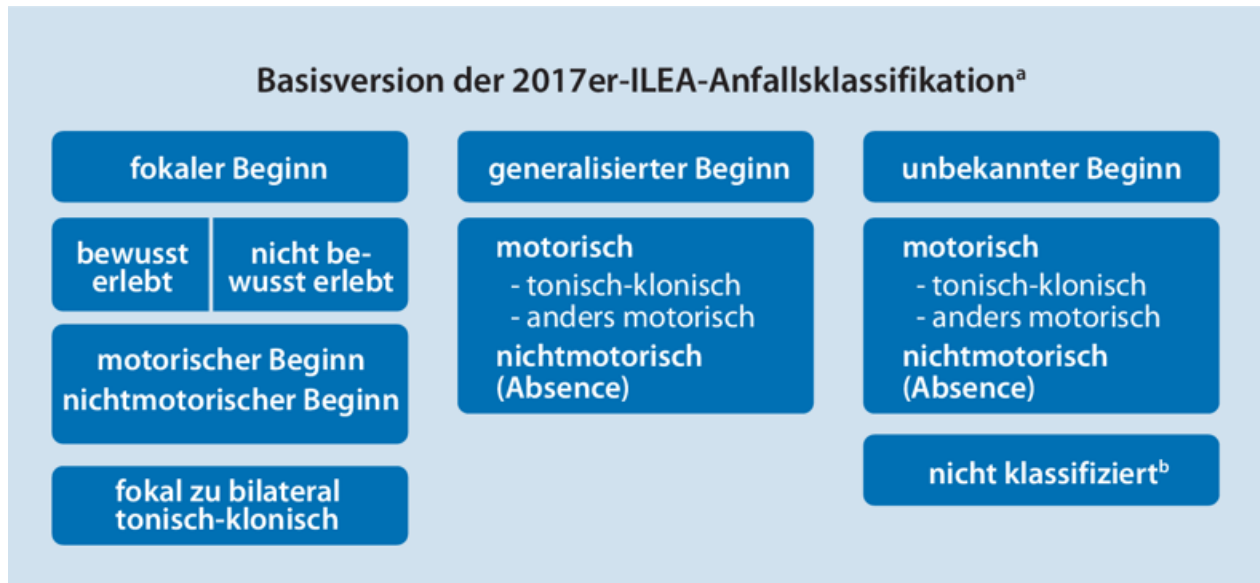 Basisversion der 2017er-ILEA-Anfallsklassifikationᵃ
fokaler Beginn
bewusst
erlebt
nicht be-
wusst erlebt
motorischer Beginn
nichtmotorischer Beginn
fokal zu bilateral
tonisch-klonisch
generalisierter Beginn
motorisch
- tonisch-klonisch
- anders motorisch
nichtmotorisch
(Absence)
unbekannter Beginn
motorisch
- tonisch-klonisch
- anders motorisch
nichtmotorisch
(Absence)
nicht klassifiziertᵇ